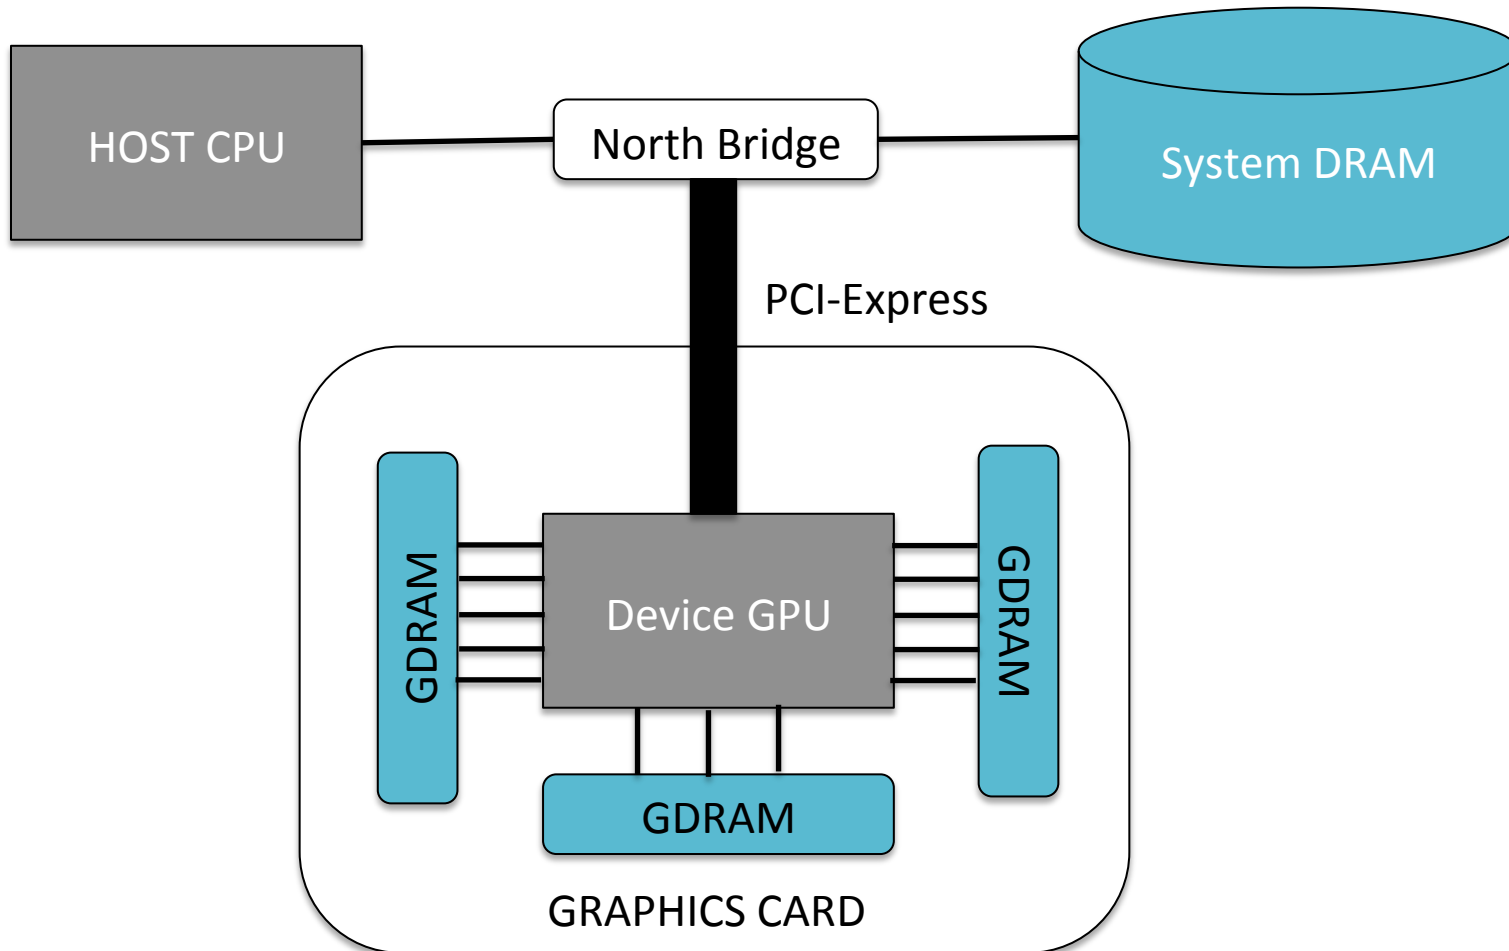 HOST CPU
North Bridge
System DRAM
PCI-Express
GDRAM
Device GPU
GDRAM
GDRAM
GRAPHICS CARD